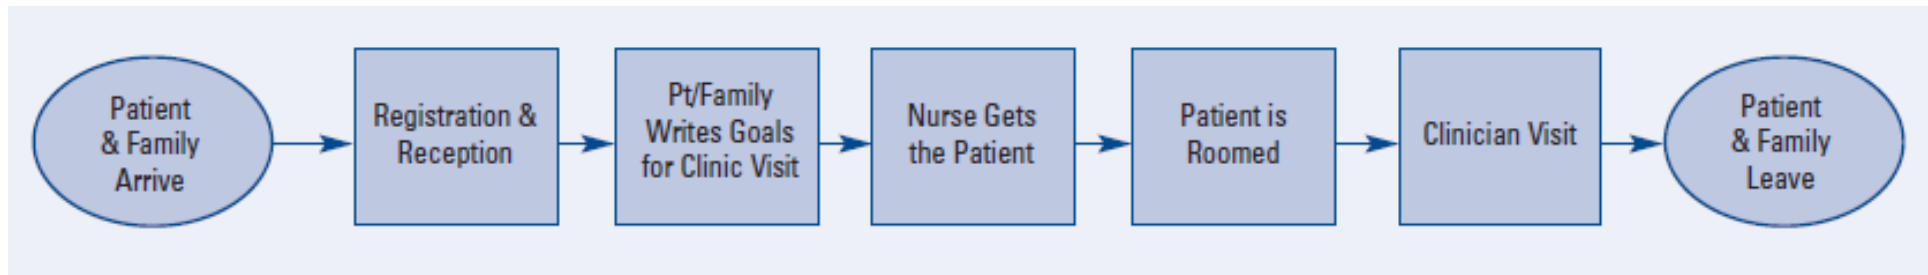 Patient
& Family
Arrive
Registration &
Reception
Pt/Family
Writes Goals
for Clinic Visit
Nurse Gets
the Patient
Patient is
Roomed
Clinician Visit
Patient
& Family
Leave